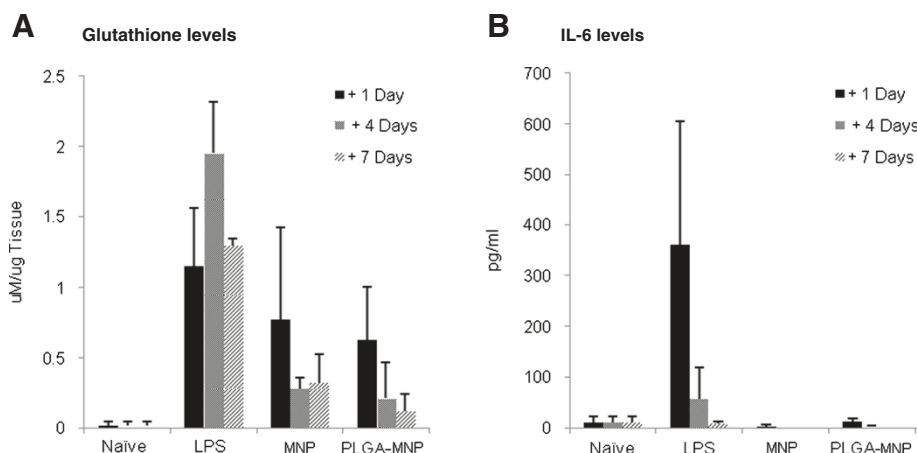 A Glutathione levels
2.5
2
1.5
1
0.5
0
uM/ug Tissue
+ 1 Day
+ 4 Days
+ 7 Days
Naïve LPS MNP PLGA-MNP
B IL-6 levels
700
600
500
400
300
200
100
0
pg/ml
+ 1 Day
+ 4 Days
+ 7 Days
Naïve LPS MNP PLGA-MNP